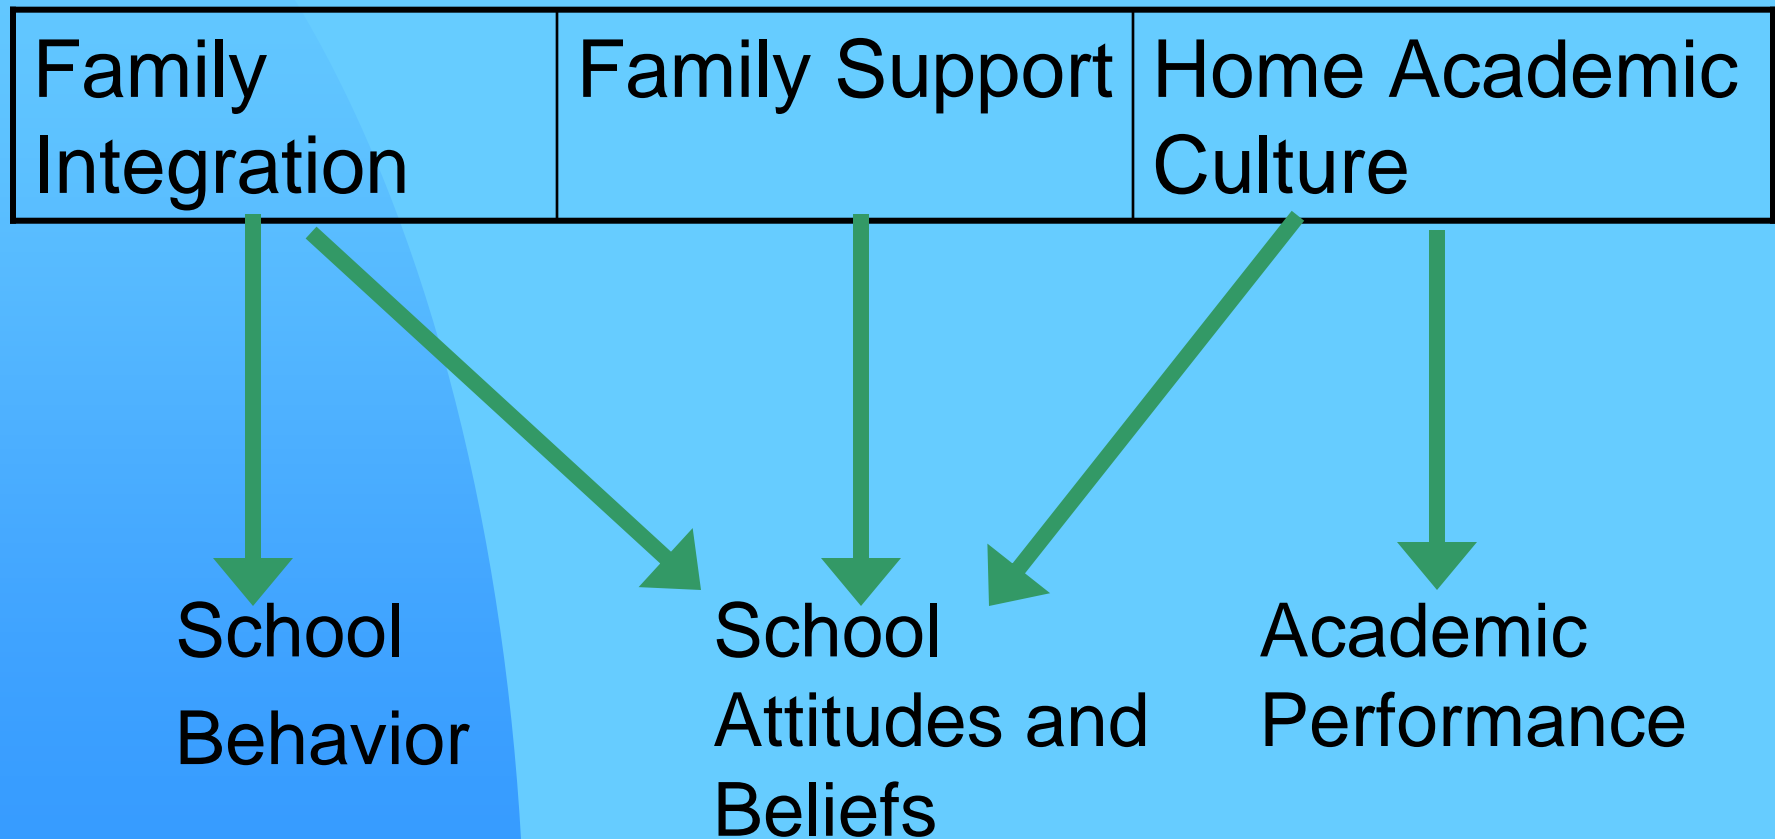 Family
Integration
Family Support
Home Academic
Culture
School
Behavior
School
Attitudes and
Beliefs
Academic
Performance